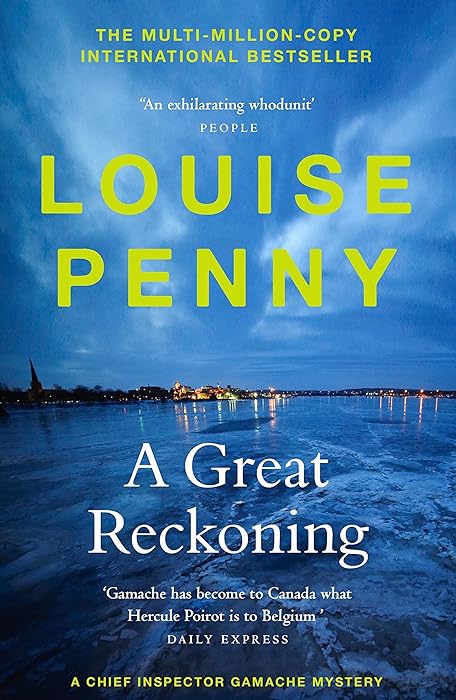 THE MULTI-MILLION-COPY
INTERNATIONAL BESTSELLER
“An exhilarating whodunit’
PEOPLE
LOUISE
PENNY
A Great
Reckoning
‘Gamache has become to Canada what
Hercule Poirot is to Belgium’
DAILY EXPRESS
A CHIEF INSPECTOR GAMACHE MYSTERY